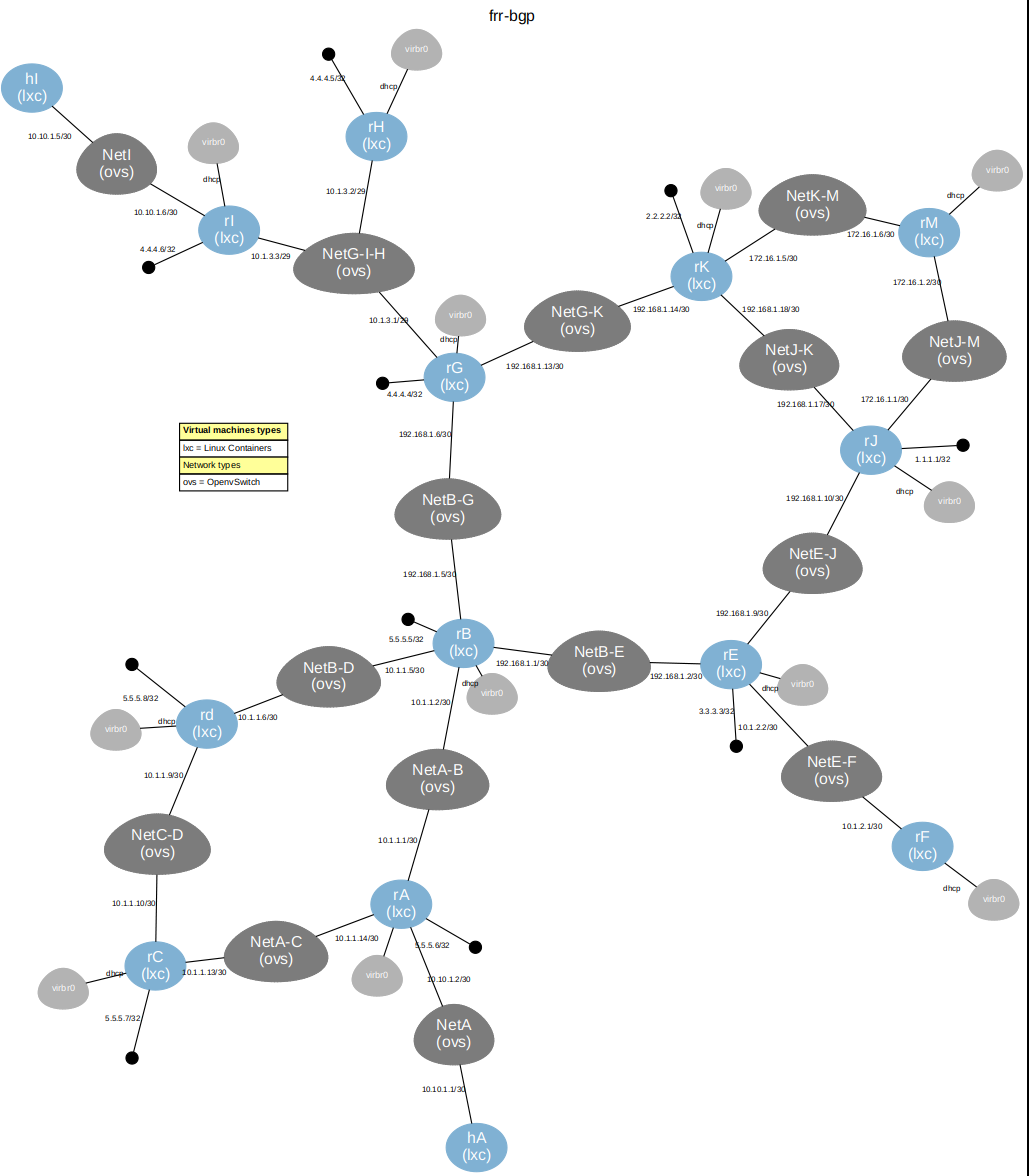 frr-bgp
virbr0
4.4.4.5/32
dhcp
hI
(lxc)
rH
(lxc)
10.10.1.5/30
virbr0
NetI
(ovs)
dhcp
10.1.3.2/29
virbr0
10.10.1.6/30
rI
(lxc)
4.4.4.6/32
10.1.3.3/29
NetG-I-H
(ovs)
virbr0
2.2.2.2/32
dhcp
NetK-M
(ovs)
dhcp
rM
(lxc)
172.16.1.6/30
172.16.1.5/30
rK
(lxc)
172.16.1.2/30
192.168.1.14/30
192.168.1.18/30
NetG-K
(ovs)
10.1.3.1/29
virbr0
dhcp
NetJ-K
(ovs)
NetJ-M
(ovs)
rG
(lxc)
192.168.1.13/30
4.4.4.4/32
192.168.1.17/30
172.16.1.1/30
Virtual machines types
lxc = Linux Containers
Network types
ovs = OpenvSwitch
192.168.1.6/30
rJ
(lxc)
1.1.1.1/32
dhcp
virbr0
192.168.1.10/30
NetB-G
(ovs)
NetE-J
(ovs)
192.168.1.5/30
192.168.1.9/30
5.5.5.5/32
rB
(lxc)
NetB-D
(ovs)
10.1.1.5/30
192.168.1.1/30
NetB-E
(ovs)
192.168.1.2/30
rE
(lxc)
dhcp
virbr0
dhcp
virbr0
5.5.5.8/32
10.1.1.2/30
3.3.3.3/32
10.1.2.2/30
virbr0
dhcp
rd
(lxc)
10.1.1.6/30
10.1.1.9/30
NetA-B
(ovs)
NetE-F
(ovs)
NetC-D
(ovs)
10.1.1.1/30
10.1.2.1/30
rF
(lxc)
dhcp
virbr0
10.1.1.10/30
rA
(lxc)
NetA-C
(ovs)
10.1.1.14/30
5.5.5.6/32
rC
(lxc)
dhcp
virbr0
10.1.1.13/30
virbr0
10.10.1.2/30
5.5.5.7/32
NetA
(ovs)
10.10.1.1/30
hA
(lxc)